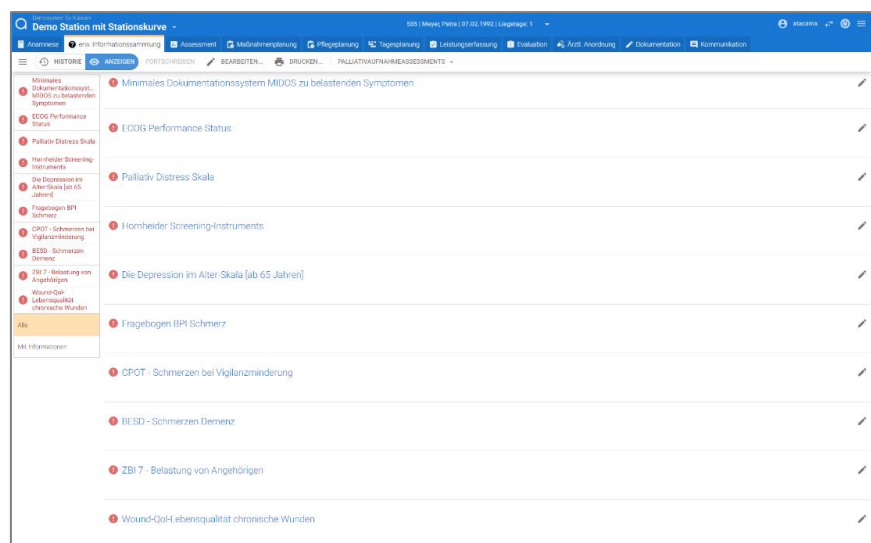 Demosystem für Kunden
Demo Station mit Stationskurve
535 | Meyer, Petra | 07.02.1992 | Liegetage: 1
atacama
Anamnese
ena. Informationssammlung
Assessment
Maßnahmenplanung
Pflegeplanung
Tagesplanung
Leistungserfassung
Evaluation
Ärztl. Anordnung
Dokumentation
Kommunikation
HISTORIE
ANZEIGEN
FORTSCHREIBEN
BEARBEITEN...
DRUCKEN...
PALLIATIVAUFNAHMEASSESSMENTS
Minimales
Dokumentationssyst...
MIDOS zu belastenden
Symptomen
ECOG Performance
Status
Palliativ Distress Skala
Hornheider Screening-
Instruments
Die Depression im
Alter-Skala [ab 65
Jahren]
Fragebogen BPI
Schmerz
CPOT - Schmerzen bei
Vigilanzminderung
BESD - Schmerzen
Demenz
ZBI 7 - Belastung von
Angehörigen
Wound-Qol-
Lebensqualität
chronische Wunden
Alle
Mit Informationen
Minimales Dokumentationssystem MIDOS zu belastenden Symptomen
ECOG Performance Status
Palliativ Distress Skala
Hornheider Screening-Instruments
Die Depression im Alter-Skala [ab 65 Jahren]
Fragebogen BPI Schmerz
CPOT - Schmerzen bei Vigilanzminderung
BESD - Schmerzen Demenz
ZBI 7 - Belastung von Angehörigen
Wound-Qol-Lebensqualität chronische Wunden